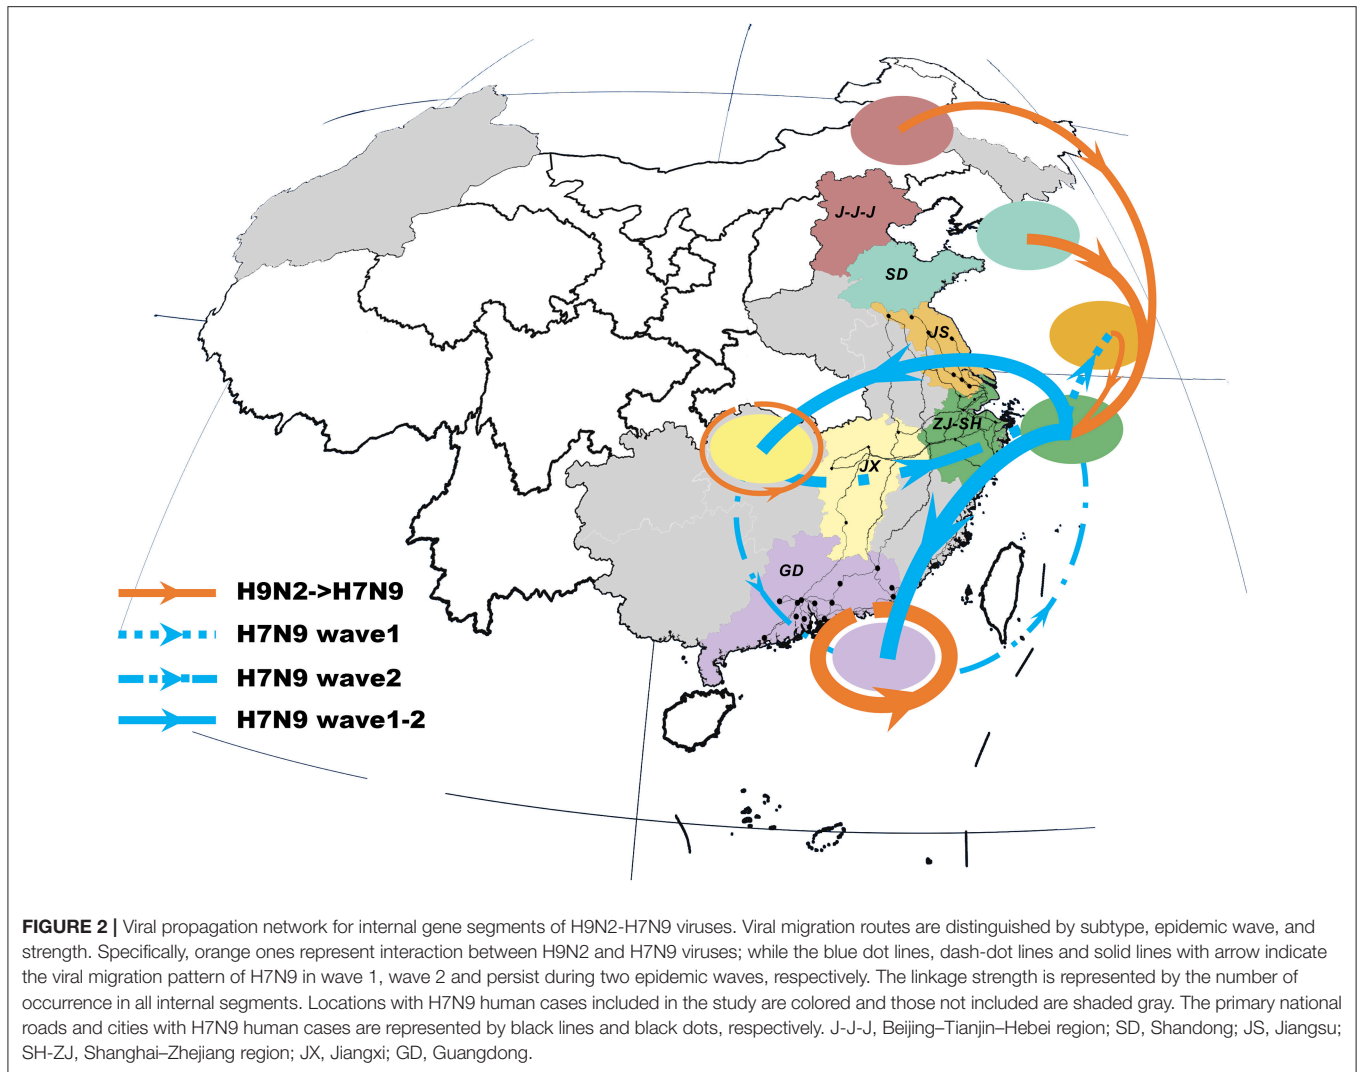 J-J-J
SD
JS
ZJ-SH
JX
GD
H9N2->H7N9
H7N9 wave1
H7N9 wave2
H7N9 wave1-2
FIGURE 2 | Viral propagation network for internal gene segments of H9N2-H7N9 viruses. Viral migration routes are distinguished by subtype, epidemic wave, and
strength. Specifically, orange ones represent interaction between H9N2 and H7N9 viruses; while the blue dot lines, dash-dot lines and solid lines with arrow indicate
the viral migration pattern of H7N9 in wave 1, wave 2 and persist during two epidemic waves, respectively. The linkage strength is represented by the number of
occurrence in all internal segments. Locations with H7N9 human cases included in the study are colored and those not included are shaded gray. The primary national
roads and cities with H7N9 human cases are represented by black lines and black dots, respectively. J-J-J, Beijing–Tianjin–Hebei region; SD, Shandong; JS, Jiangsu;
SH-ZJ, Shanghai–Zhejiang region; JX, Jiangxi; GD, Guangdong.